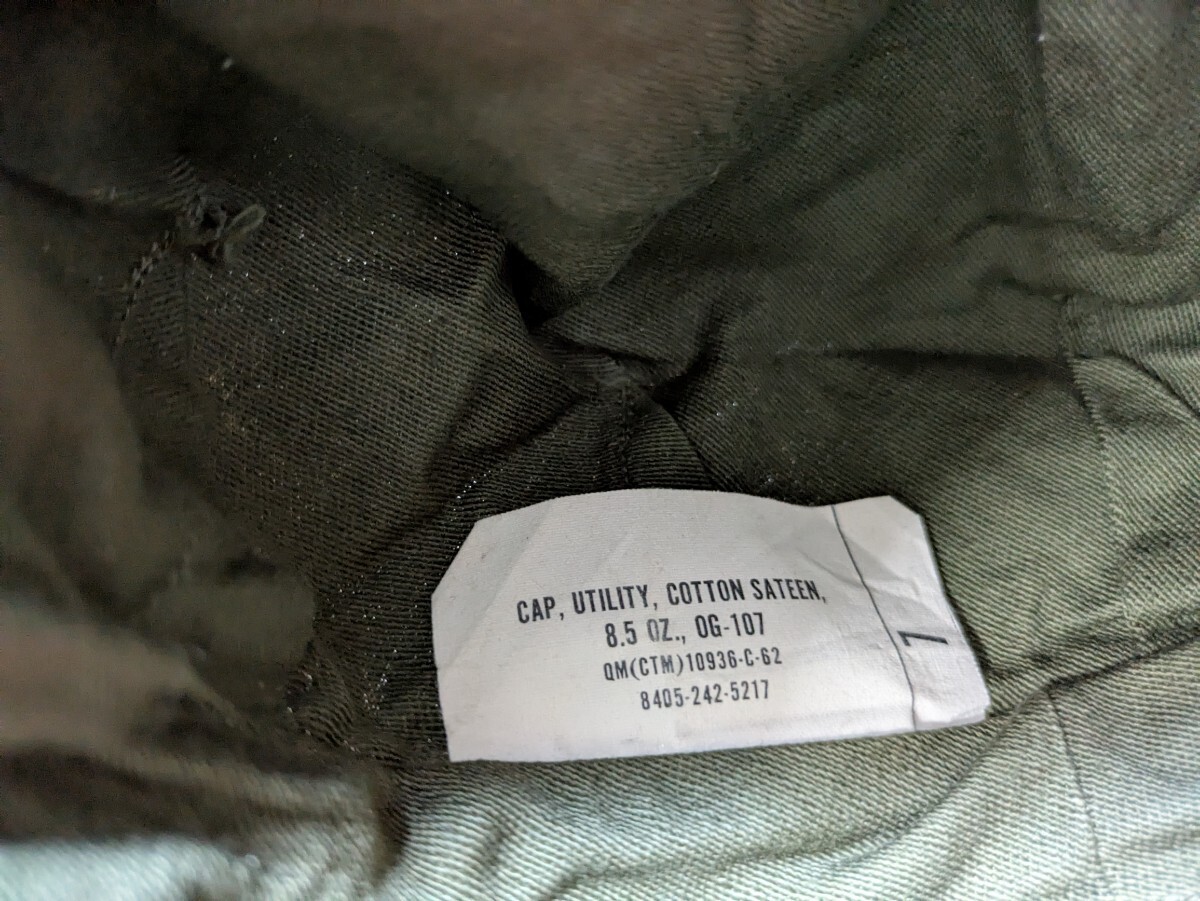 CAP, UTILITY, COTTON SATEEN,
8.5 OZ., OG-107
QM(CTM)10936-C-62
8405-242-5217
7